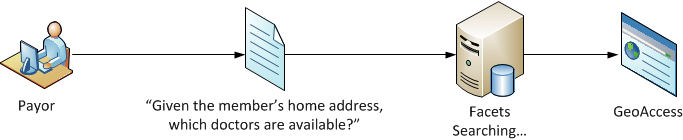 Payor
“Given the member’s home address,
which doctors are available?”
Facets
Searching...
GeoAccess